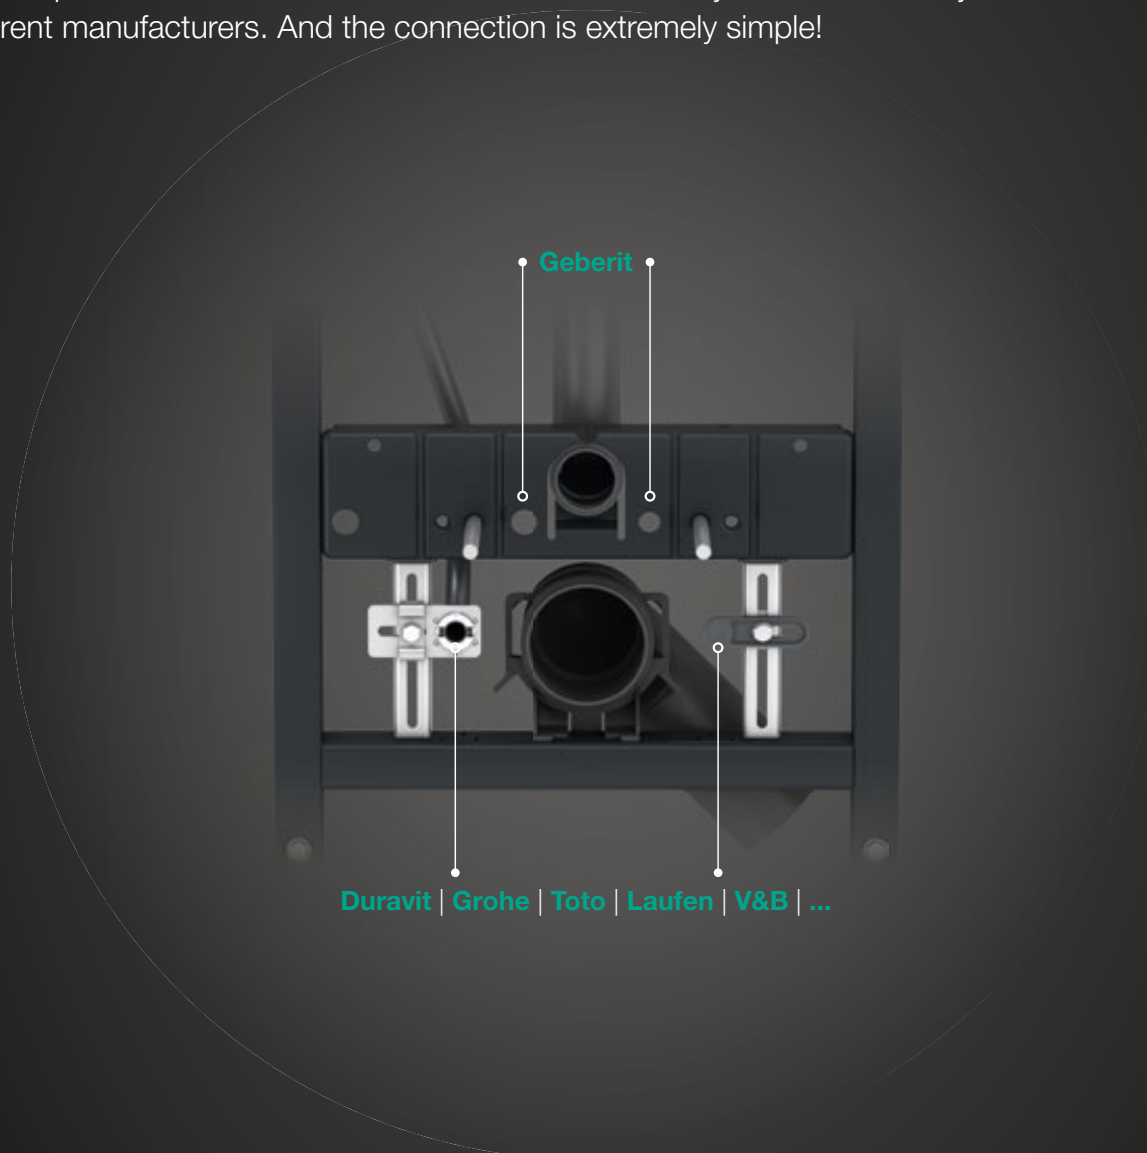 rent manufacturers. And the connection is extremely simple!
Geberit
Duravit | Grohe | Toto | Laufen | V&B | ...